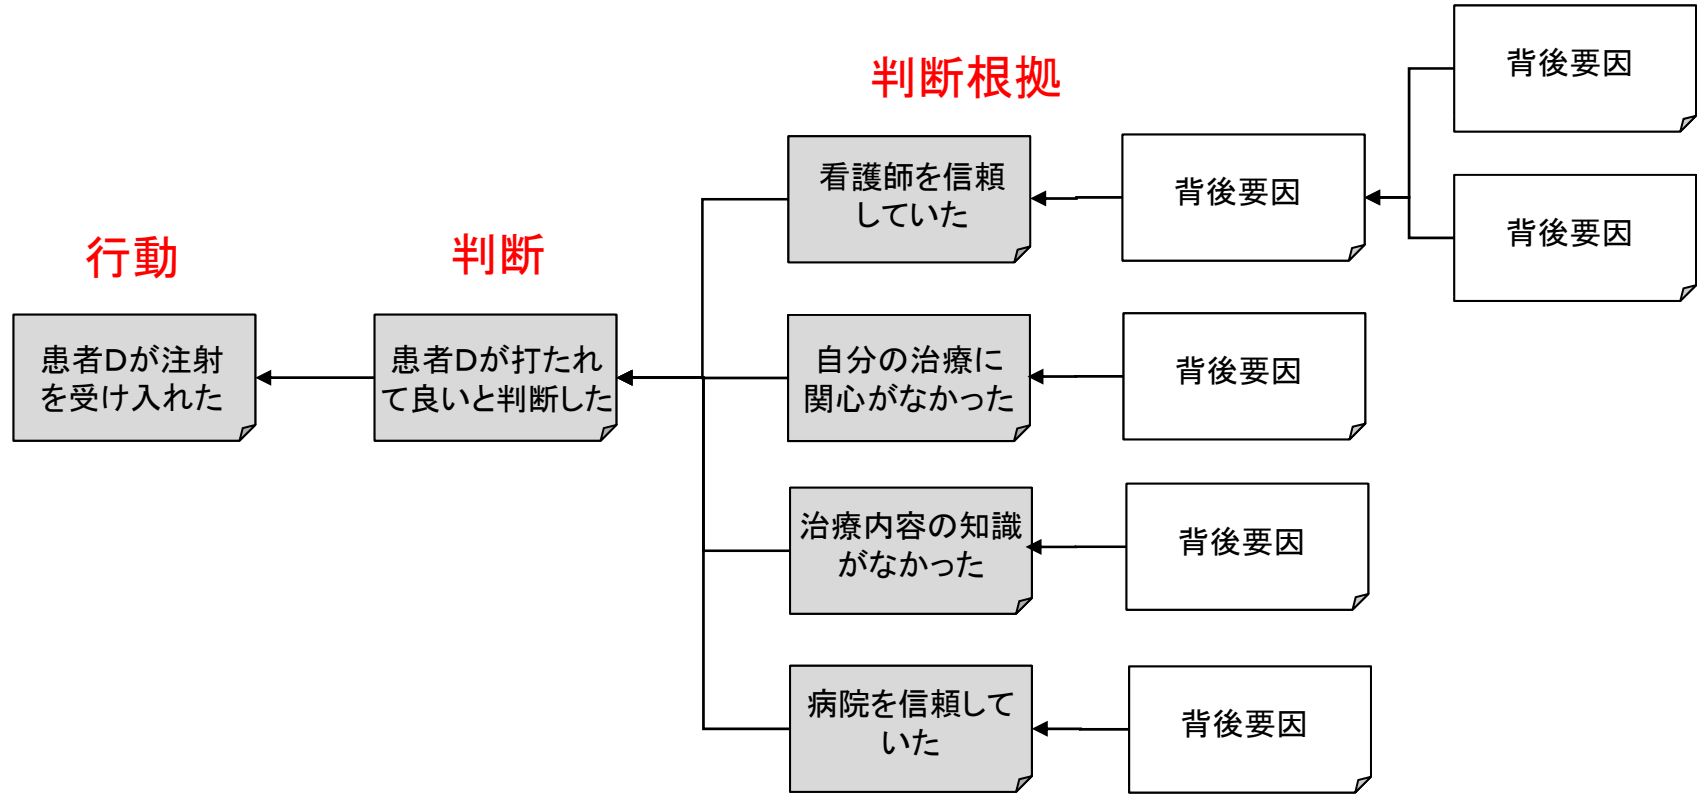 行動
患者Dが注射
を受け入れた
判断
患者Dが打たれ
て良いと判断した
判断根拠
看護師を信頼
していた
背後要因
背後要因
背後要因
自分の治療に
関心がなかった
背後要因
治療内容の知識
がなかった
背後要因
病院を信頼して
いた
背後要因